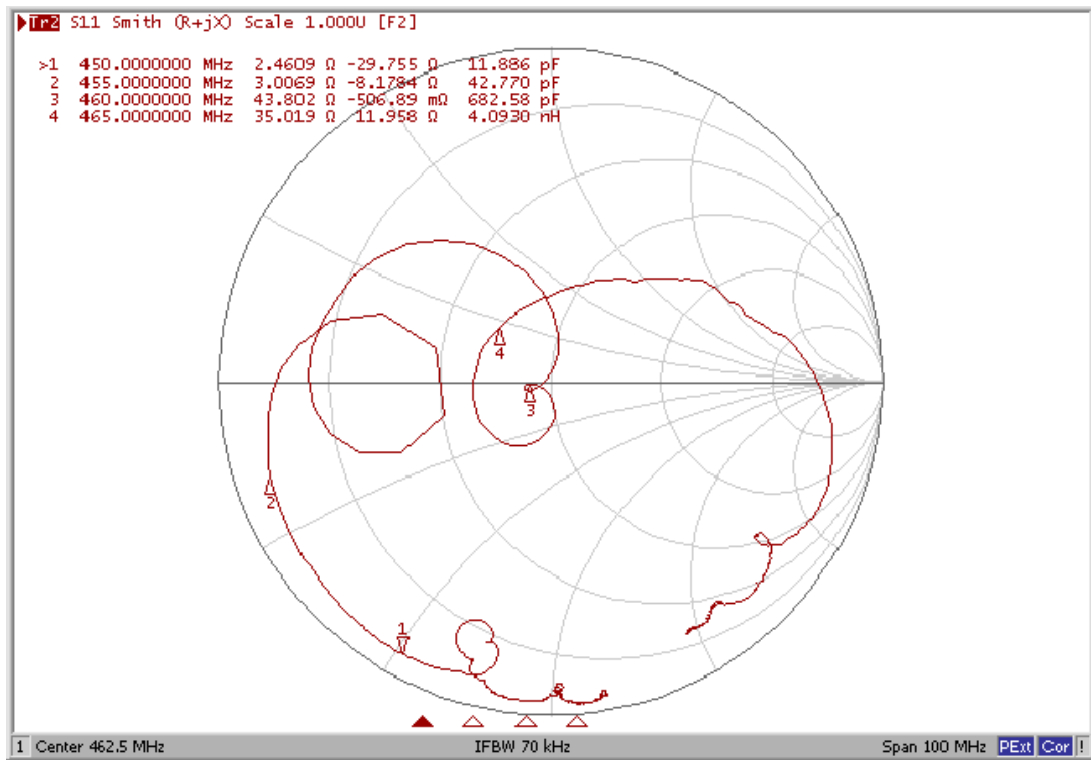 Tr2 S11 Smith (R+jX) Scale 1.000U [F2]
>1 450.0000000 MHz 2.4609 Ω -29.755 Ω 11.886 pF
2 455.0000000 MHz 3.0069 Ω -8.1784 Ω 42.770 pF
3 460.0000000 MHz 43.802 Ω -506.89 mΩ 682.58 pF
4 465.0000000 MHz 35.019 Ω 11.958 Ω 4.0930 nH
4
3
2
1
1 Center 462.5 MHz IFBW 70 kHz Span 100 MHz PExt Cor !